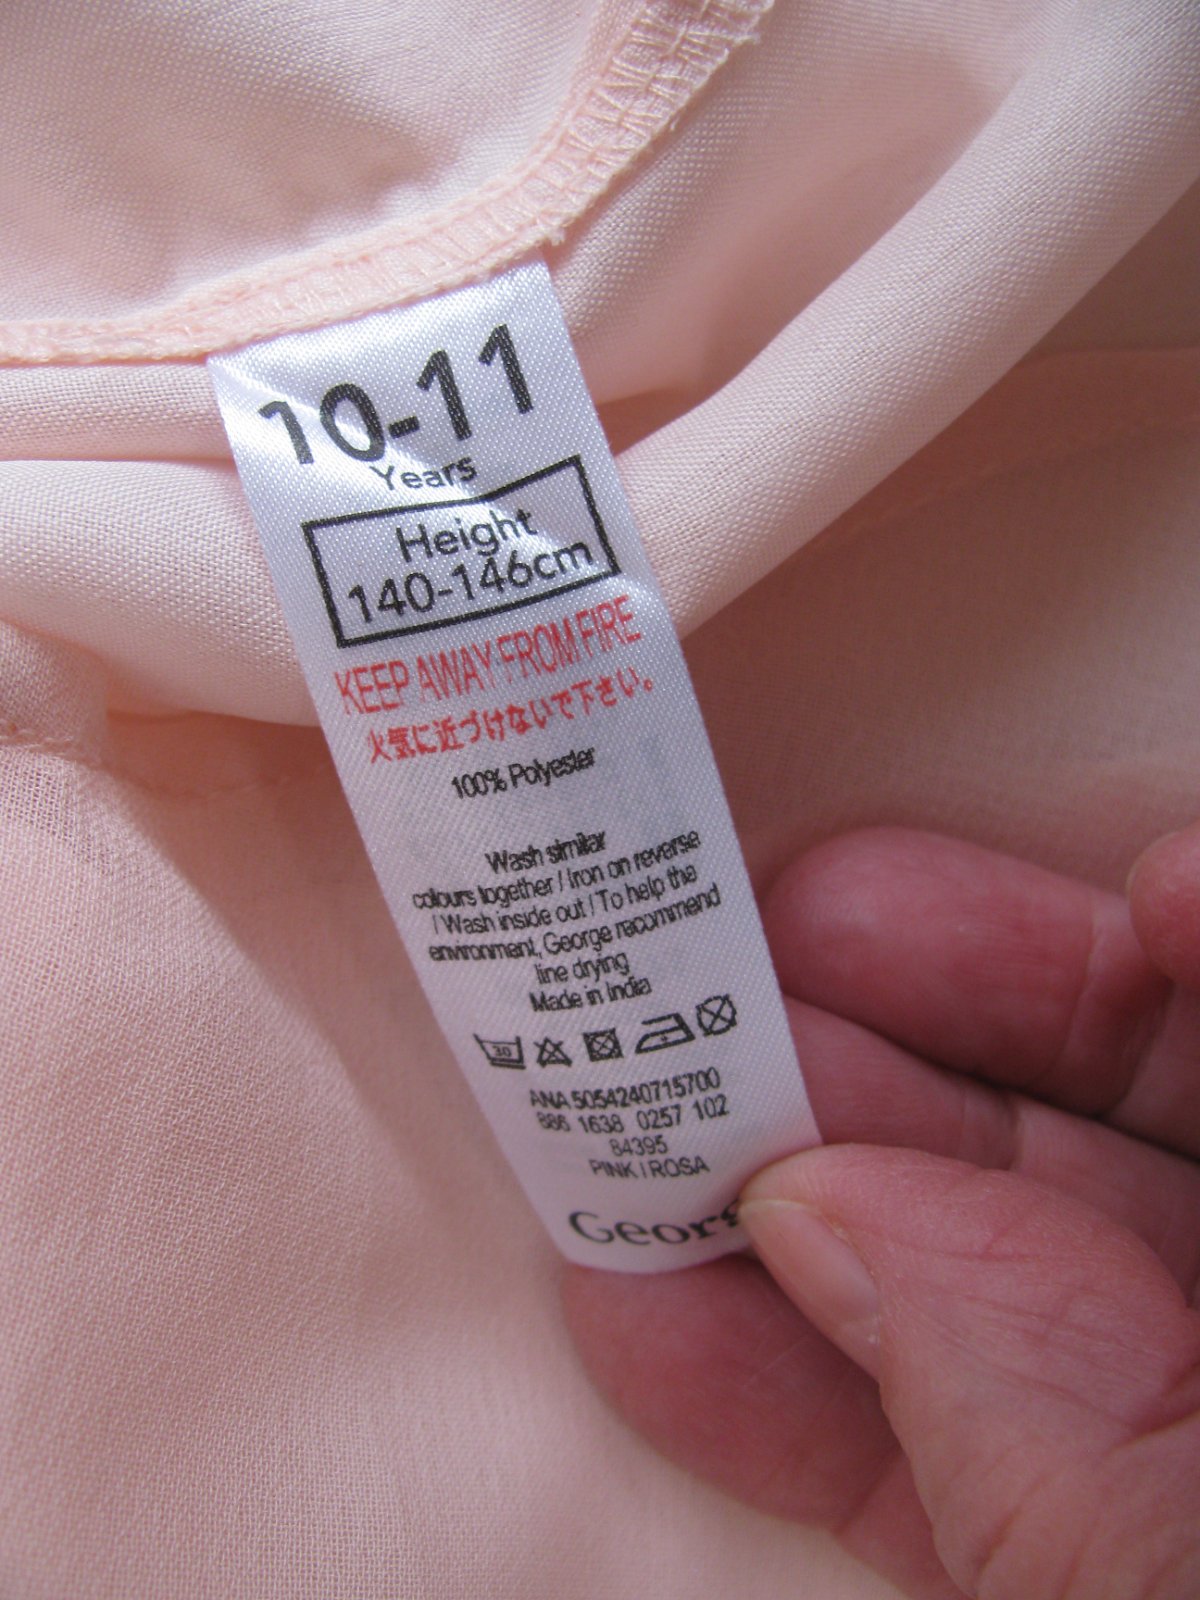 10-11
Years
Height
140-146cm
KEEP AWAY FROM FIRE
火気に近づけないで下さい。
100% Polyester
Wash similar
colours together / Iron on reverse
/ Wash inside out / To help the
environment, George recommend
line drying
Made in India
30
ANA 5054240715700
886 1638 0257 102
84395
PINK / ROSA
Georg